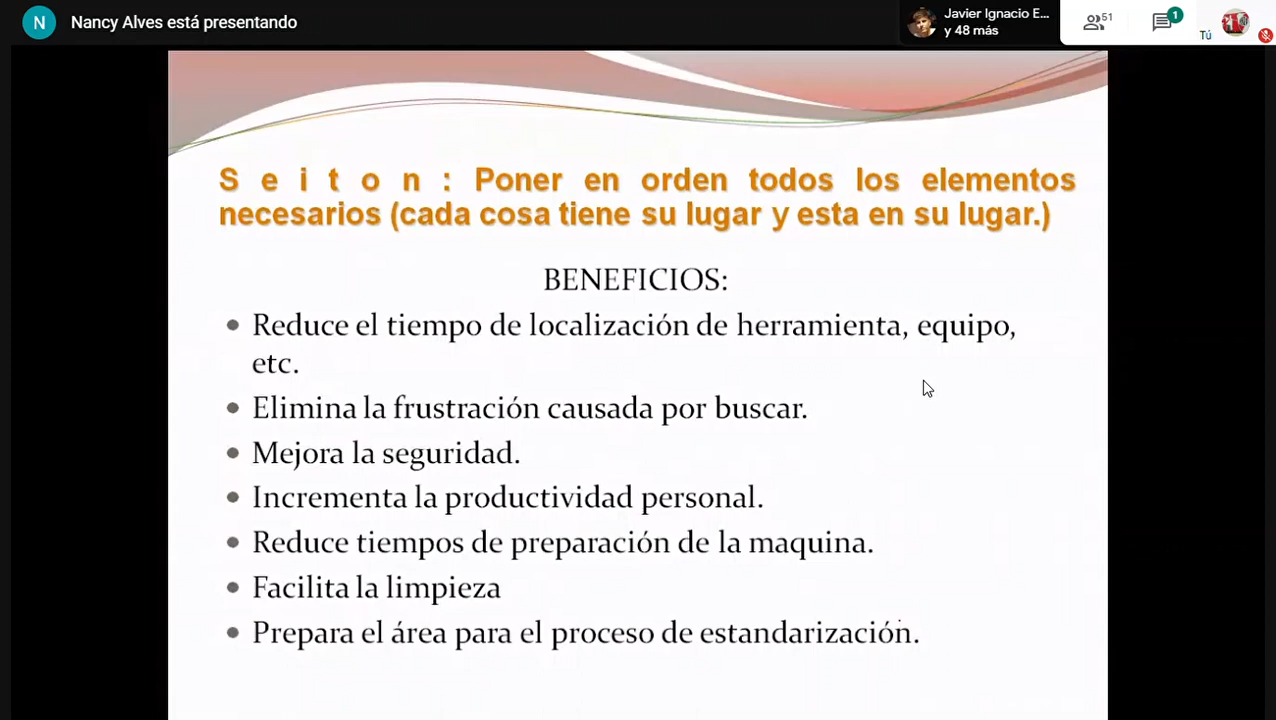 N Nancy Alves está presentando
Javier Ignacio E...
y 48 más
51
1
Tú
S e i t o n : Poner en orden todos los elementos
necesarios (cada cosa tiene su lugar y esta en su lugar.)
BENEFICIOS:
• Reduce el tiempo de localización de herramienta, equipo,
etc.
• Elimina la frustración causada por buscar.
• Mejora la seguridad.
• Incrementa la productividad personal.
• Reduce tiempos de preparación de la maquina.
• Facilita la limpieza
• Prepara el área para el proceso de estandarización.